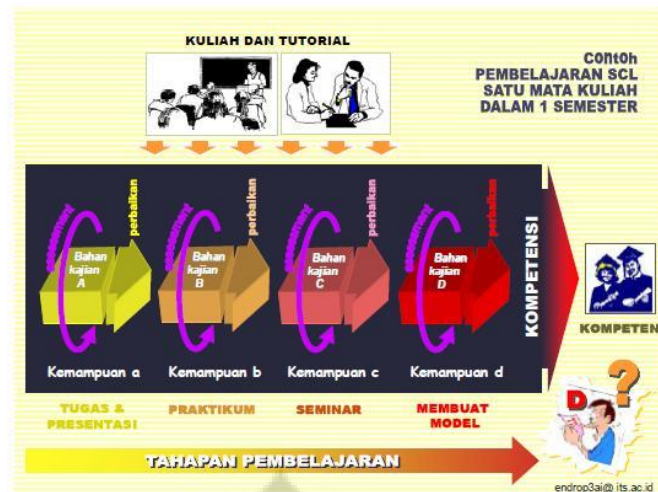 KULIAH DAN TUTORIAL
Contoh
PEMBELAJARAN SCL
SATU MATA KULIAH
DALAM 1 SEMESTER
perbaikan
perbaikan
perbaikan
perbaikan
Bahan
kajian
A
Bahan
kajian
B
Bahan
kajian
C
Bahan
kajian
D
KOMPETENSI
KOMPETEN
Kemampuan a
Kemampuan b
Kemampuan c
Kemampuan d
TUGAS &
PRESENTASI
PRAKTIKUM
SEMINAR
MEMBUAT
MODEL
D
?
TAHAPAN PEMBELAJARAN
endrop3ai@its.ac.id